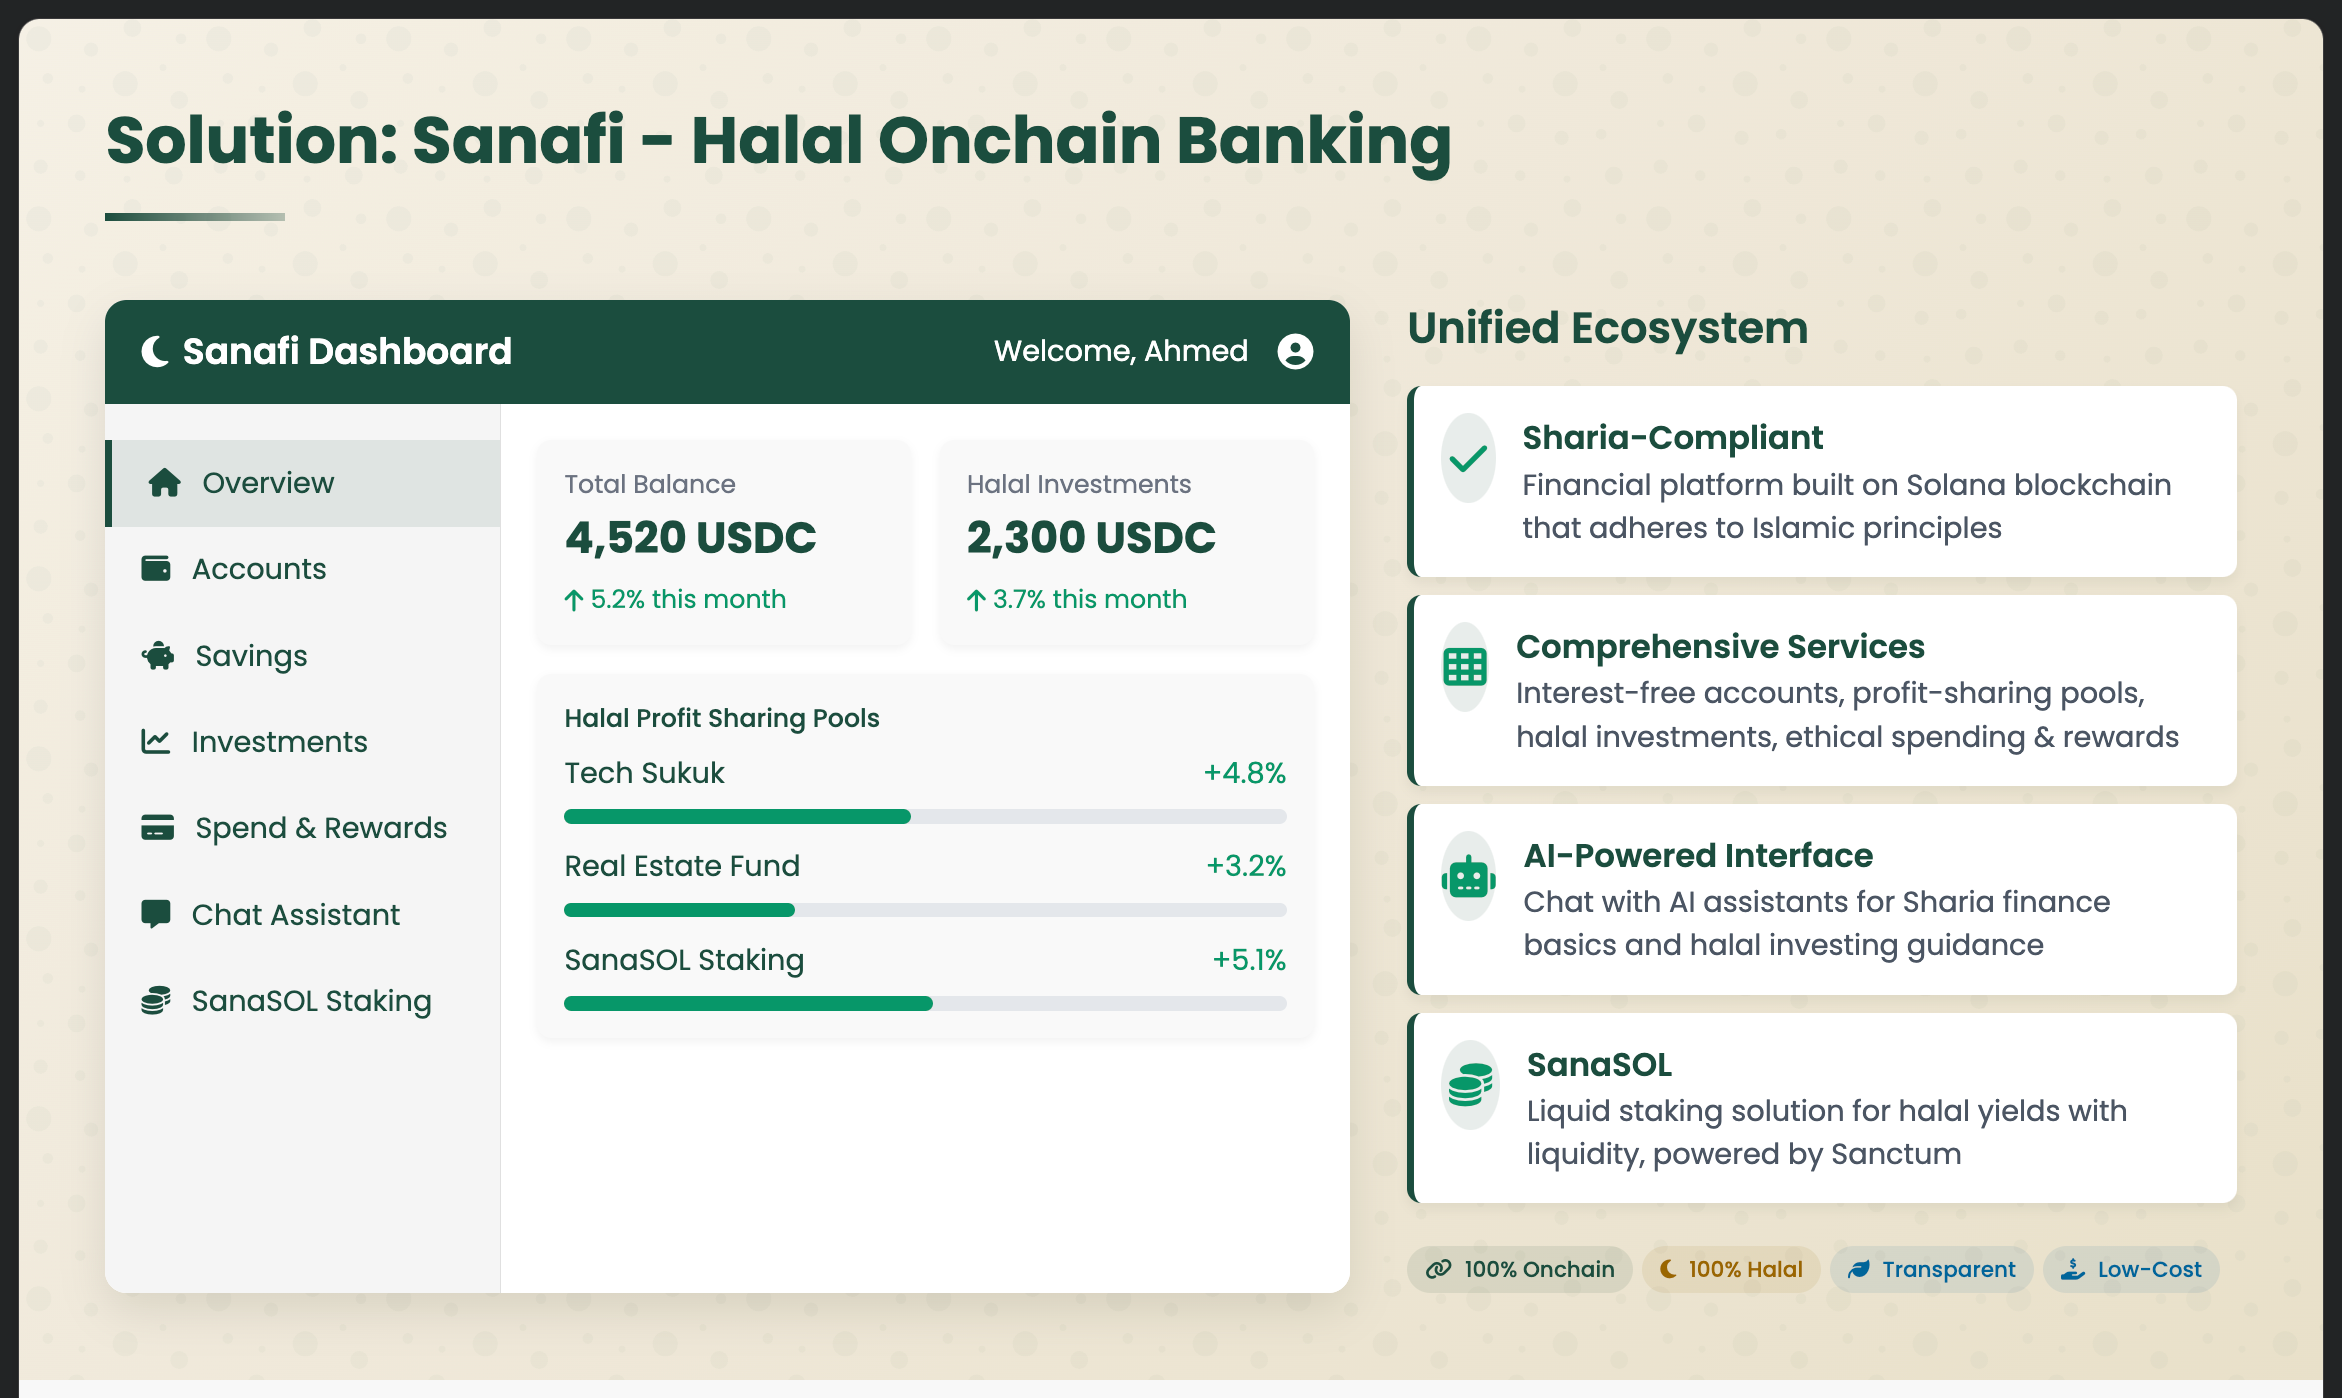 Solution: Sanafi - Halal Onchain Banking
Sanafi Dashboard
Welcome, Ahmed
Overview
Accounts
Savings
Investments
Spend & Rewards
Chat Assistant
SanaSOL Staking
Total Balance
4,520 USDC
↑ 5.2% this month
Halal Investments
2,300 USDC
↑ 3.7% this month
Halal Profit Sharing Pools
Tech Sukuk +4.8%
Real Estate Fund +3.2%
SanaSOL Staking +5.1%
Unified Ecosystem
Sharia-Compliant
Financial platform built on Solana blockchain
that adheres to Islamic principles
Comprehensive Services
Interest-free accounts, profit-sharing pools,
halal investments, ethical spending & rewards
AI-Powered Interface
Chat with AI assistants for Sharia finance
basics and halal investing guidance
SanaSOL
Liquid staking solution for halal yields with
liquidity, powered by Sanctum
100% Onchain
100% Halal
Transparent
Low-Cost